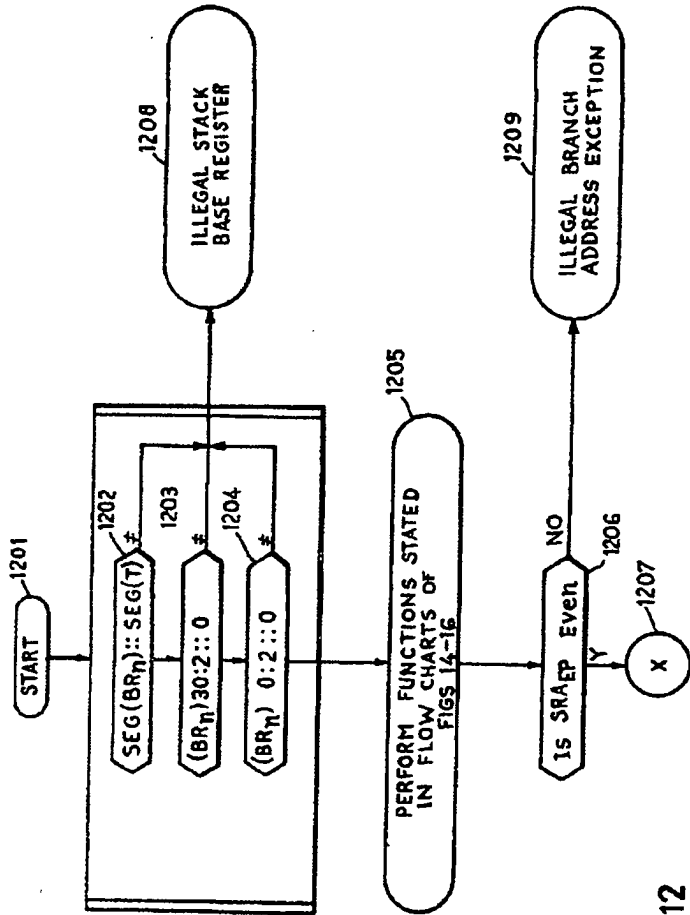 1201
START
1202
SEG(BRn)::SEG(T)
≠
1203
(BRn)30:2::0
≠
1204
(BRn) 0:2::0
≠
1208
ILLEGAL STACK
BASE REGISTER
1205
PERFORM FUNCTIONS STATED
IN FLOW CHARTS OF
FIGS 14-16
Is SRAEP Even
1206
NO
Y
1209
ILLEGAL BRANCH
ADDRESS EXCEPTION
1207
X
12